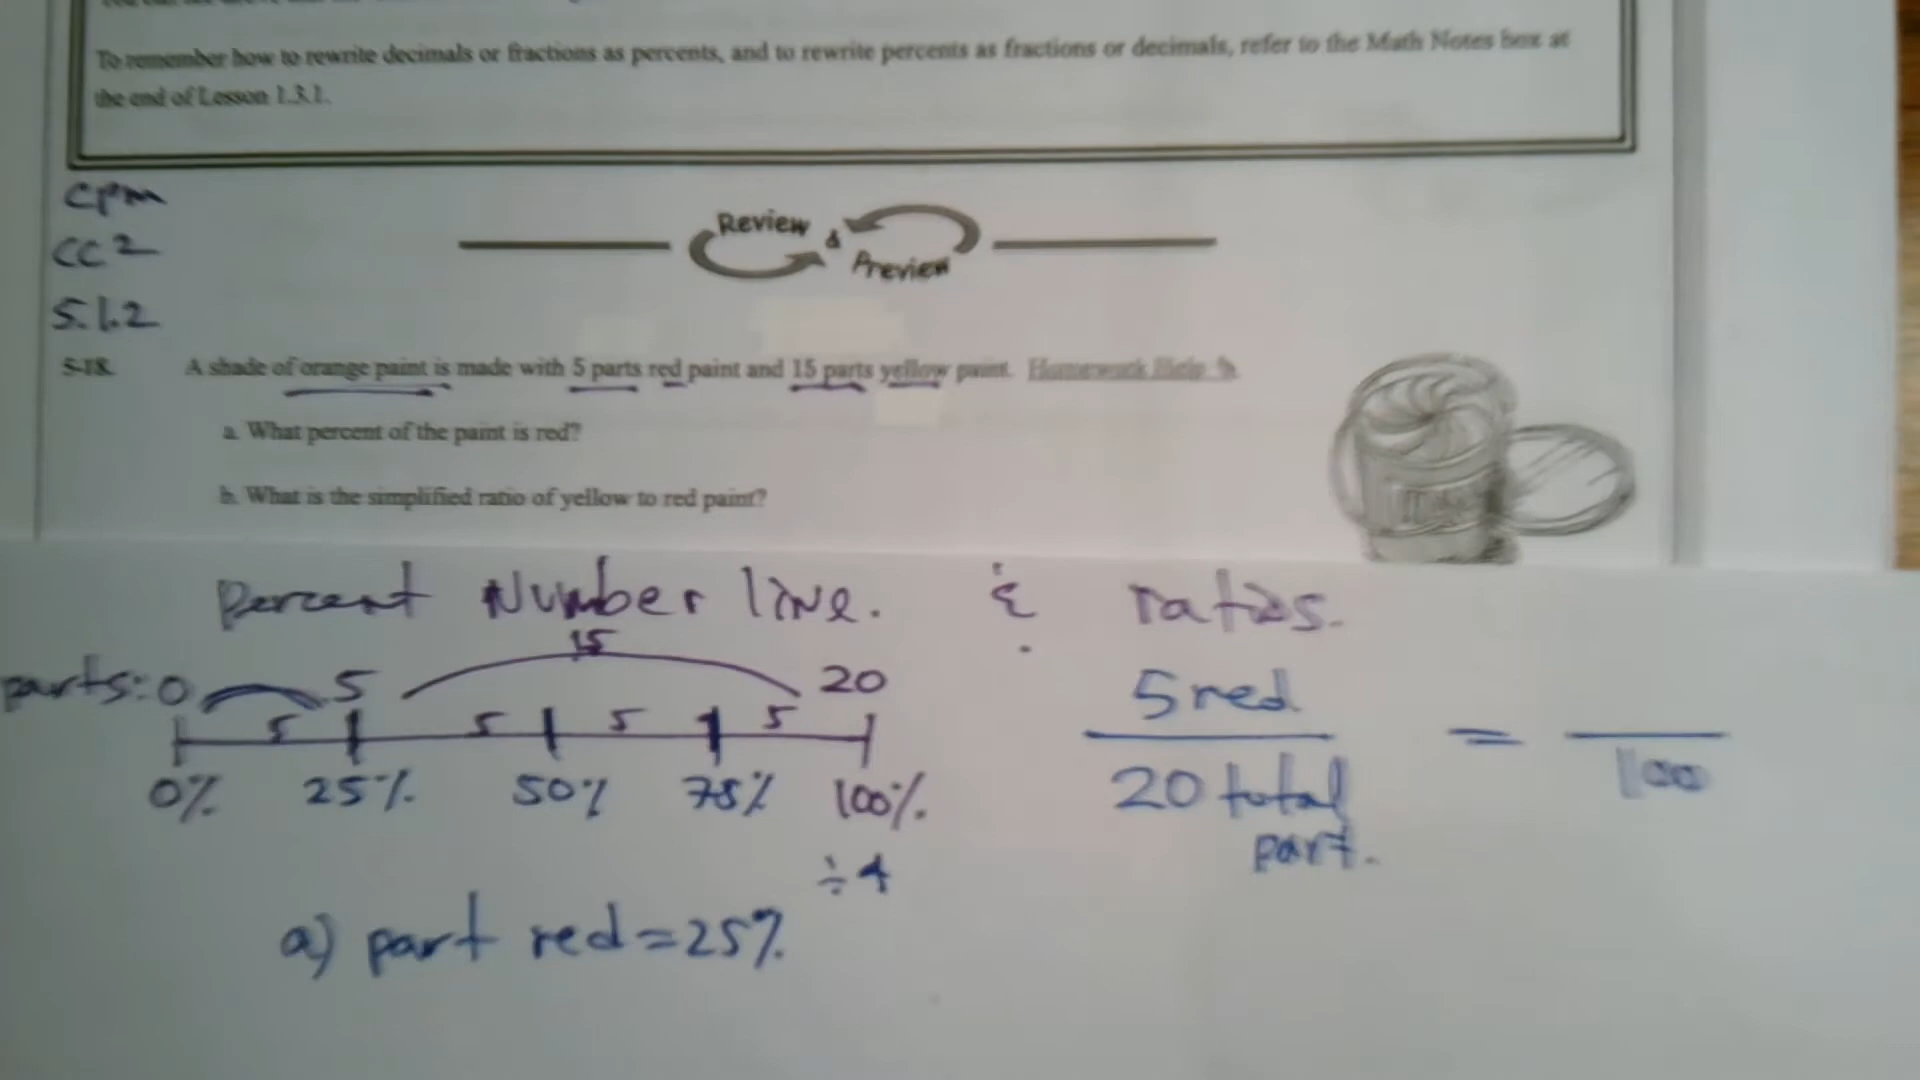 To remember how to rewrite decimals or fractions as percents, and to rewrite percents as fractions or decimals, refer to the Math Notes box at
the end of Lesson 1.3.1.
CPM
CC2
5.1.2
Review
&
Preview
5-18. A shade of orange paint is made with 5 parts red paint and 15 parts yellow paint. Homework Help
a. What percent of the paint is red?
b. What is the simplified ratio of yellow to red paint?
Percent Number line. & ratios.
15
parts: 0 5 20
5 5 5 5
0% 25% 50% 75% 100%
÷4
5 red
20 total
part.
=
100
a) part red = 25%